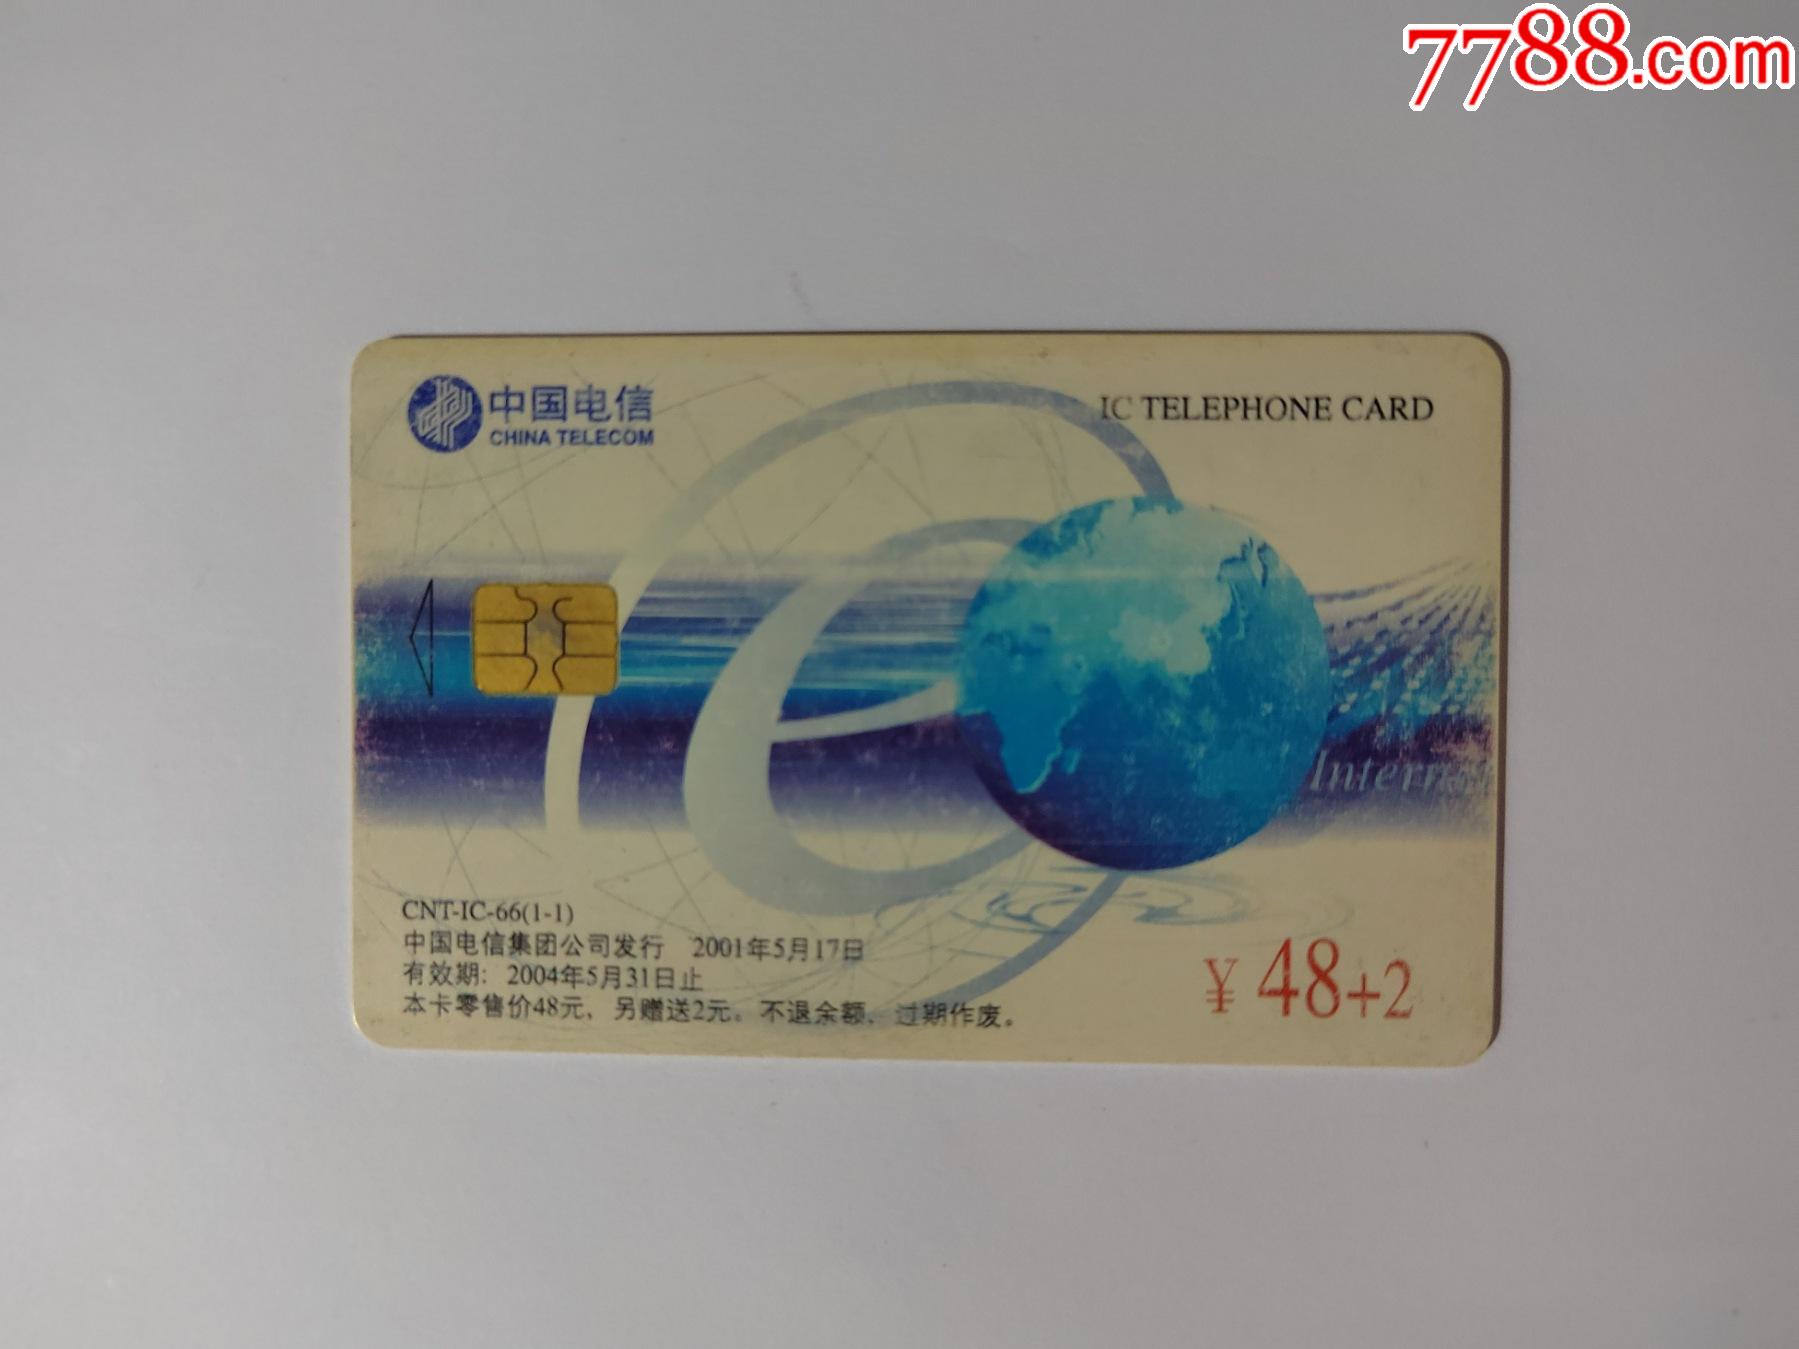 7788.com
中国电信
CHINA TELECOM
IC TELEPHONE CARD
Internet
CNT-IC-66(1-1)
中国电信集团公司发行 2001年5月17日
有效期: 2004年5月31日止
本卡零售价48元, 另赠送2元。不退余额, 过期作废。
¥ 48+2